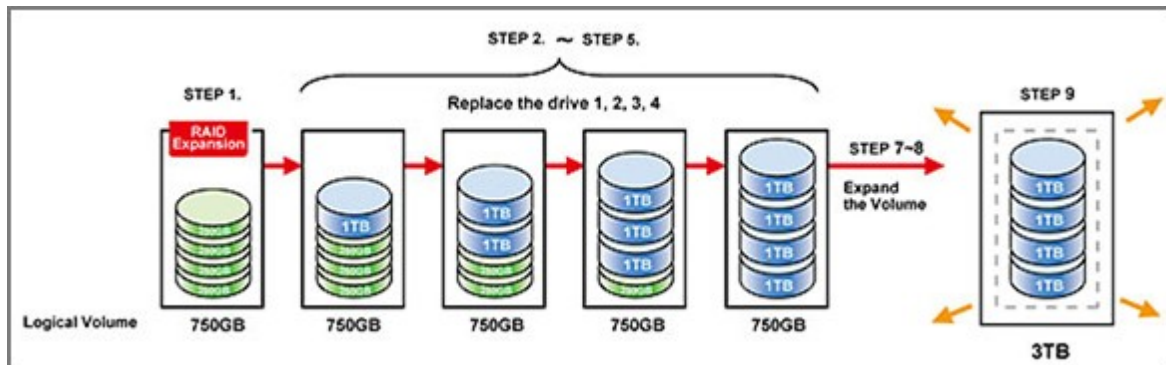 STEP 2. ～ STEP 5.
STEP 1.
Replace the drive 1, 2, 3, 4
STEP 9
RAID
Expansion
STEP 7~8
Expand
the Volume
1TB
1TB
1TB
1TB
1TB
1TB
1TB
1TB
1TB
1TB
1TB
1TB
1TB
1TB
Logical Volume
750GB
750GB
750GB
750GB
750GB
3TB